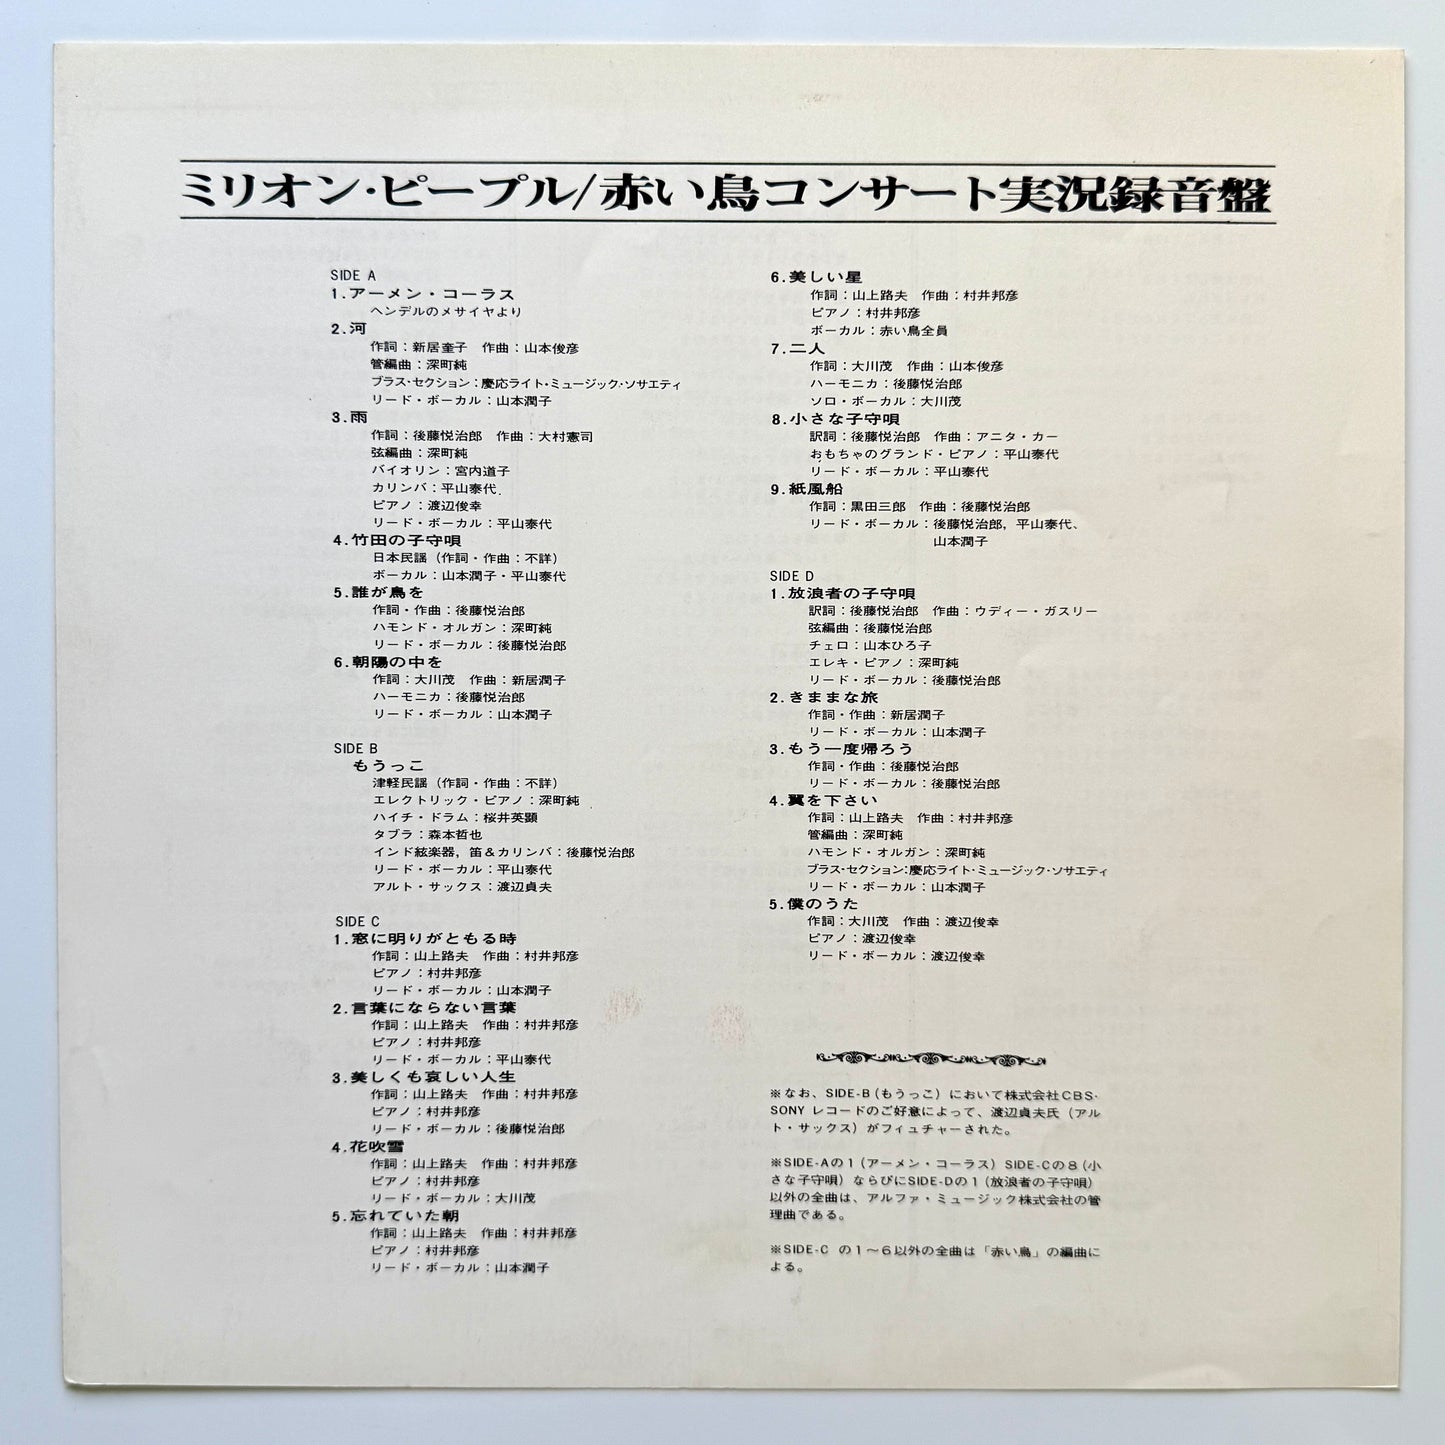 ミリオン・ピープル/赤い鳥コンサート実況録音盤
SIDE A
1.アーメン・コーラス
ヘンデルのメサイヤより
2.河
作詞：新居奎子　作曲：山本俊彦
管編曲：深町純
ブラス・セクション：慶応ライト・ミュージック・ソサエティ
リード・ボーカル：山本潤子
3.雨
作詞：後藤悦治郎　作曲：大村憲司
弦編曲：深町純
バイオリン：宮内道子
カリンバ：平山泰代
ピアノ：渡辺俊幸
リード・ボーカル：平山泰代
4.竹田の子守唄
日本民謡（作詞・作曲：不詳）
ボーカル：山本潤子・平山泰代
5.誰が鳥を
作詞・作曲：後藤悦治郎
ハモンド・オルガン：深町純
リード・ボーカル：後藤悦治郎
6.朝陽の中を
作詞：大川茂　作曲：新居潤子
ハーモニカ：後藤悦治郎
リード・ボーカル：山本潤子
SIDE B
もうっこ
津軽民謡（作詞・作曲：不詳）
エレクトリック・ピアノ：深町純
ハイチ・ドラム：桜井英顕
タブラ：森本哲也
インド絃楽器，笛＆カリンバ：後藤悦治郎
リード・ボーカル：平山泰代
アルト・サックス：渡辺貞夫
SIDE C
1.窓に明りがともる時
作詞：山上路夫　作曲：村井邦彦
ピアノ：村井邦彦
リード・ボーカル：山本潤子
2.言葉にならない言葉
作詞：山上路夫　作曲：村井邦彦
ピアノ：村井邦彦
リード・ボーカル：平山泰代
3.美しくも哀しい人生
作詞：山上路夫　作曲：村井邦彦
ピアノ：村井邦彦
リード・ボーカル：後藤悦治郎
4.花吹雪
作詞：山上路夫　作曲：村井邦彦
ピアノ：村井邦彦
リード・ボーカル：大川茂
5.忘れていた朝
作詞：山上路夫　作曲：村井邦彦
ピアノ：村井邦彦
リード・ボーカル：山本潤子
6.美しい星
作詞：山上路夫　作曲：村井邦彦
ピアノ：村井邦彦
ボーカル：赤い鳥全員
7.二人
作詞：大川茂　作曲：山本俊彦
ハーモニカ：後藤悦治郎
ソロ・ボーカル：大川茂
8.小さな子守唄
訳詞：後藤悦治郎　作曲：アニタ・カー
おもちゃのグランド・ピアノ：平山泰代
リード・ボーカル：平山泰代
9.紙風船
作詞：黒田三郎　作曲：後藤悦治郎
リード・ボーカル：後藤悦治郎，平山泰代、
山本潤子
SIDE D
1.放浪者の子守唄
訳詞：後藤悦治郎　作曲：ウディー・ガスリー
弦編曲：後藤悦治郎
チェロ：山本ひろ子
エレキ・ピアノ：深町純
リード・ボーカル：後藤悦治郎
2.きままな旅
作詞・作曲：新居潤子
リード・ボーカル：山本潤子
3.もう一度帰ろう
作詞・作曲：後藤悦治郎
リード・ボーカル：後藤悦治郎
4.翼を下さい
作詞：山上路夫　作曲：村井邦彦
管編曲：深町純
ハモンド・オルガン：深町純
ブラス・セクション：慶応ライト・ミュージック・ソサエティ
リード・ボーカル：山本潤子
5.僕のうた
作詞：大川茂　作曲：渡辺俊幸
ピアノ：渡辺俊幸
リード・ボーカル：渡辺俊幸
※なお、SIDE-B（もうっこ）において株式会社CBS・
SONY レコードのご好意によって、渡辺貞夫氏（アル
ト・サックス）がフィュチャーされた。
※SIDE-Aの1（アーメン・コーラス）SIDE-Cの8（小
さな子守唄）ならびにSIDE-Dの1（放浪者の子守唄）
以外の全曲は、アルファ・ミュージック株式会社の管
理曲である。
※SIDE-C の1～6以外の全曲は「赤い鳥」の編曲に
よる。